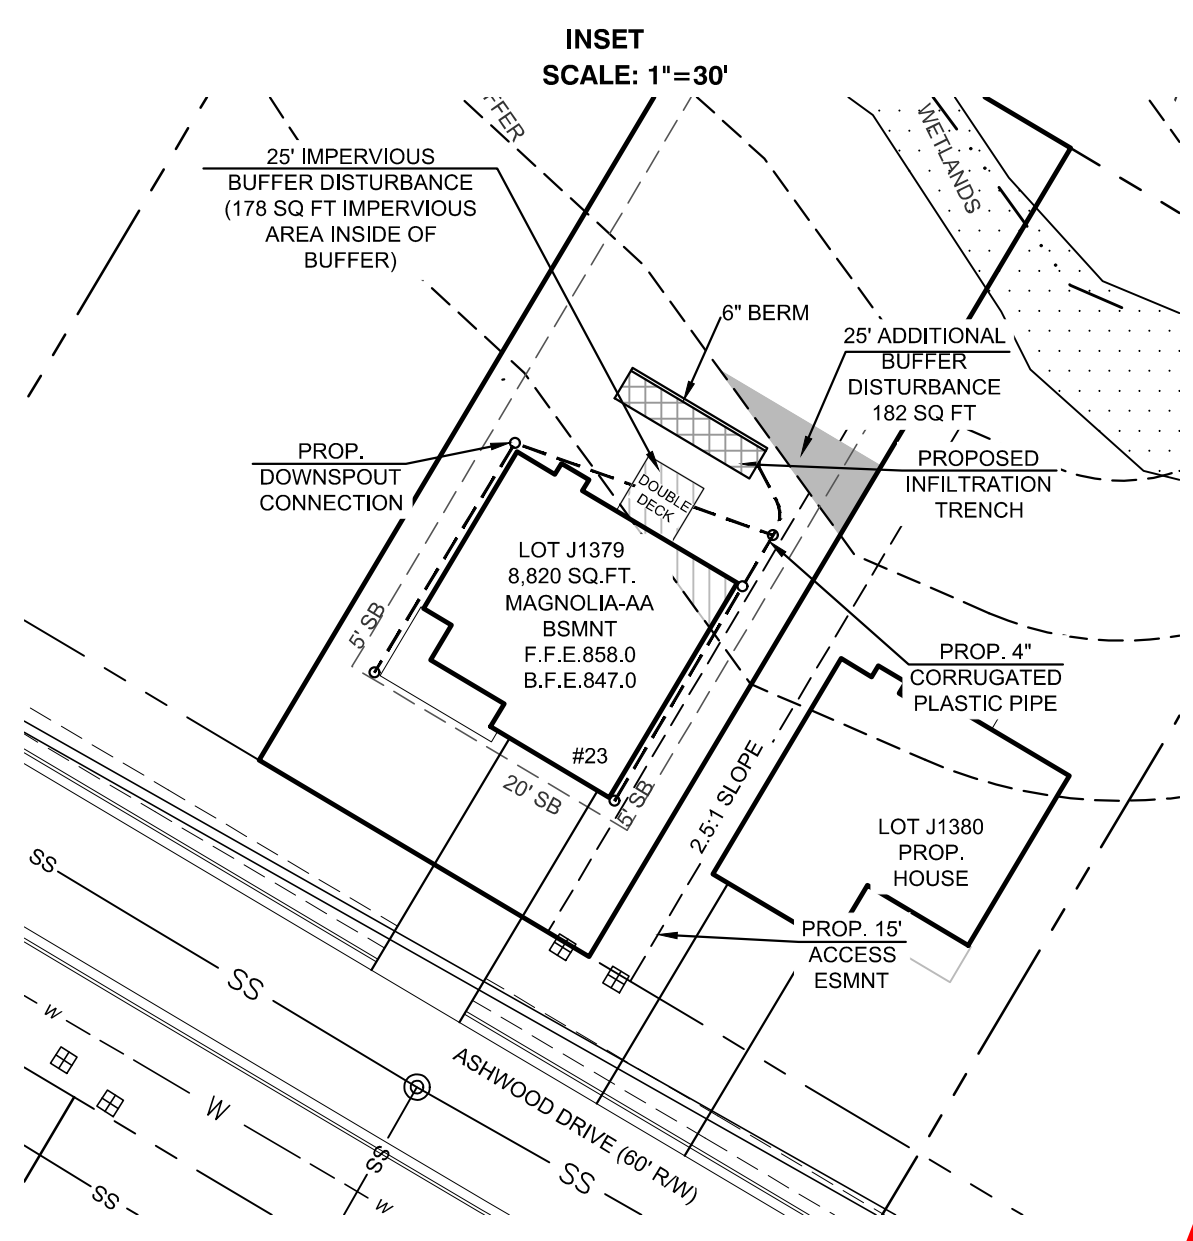 INSET
SCALE: 1"=30'
FFER
WETLANDS
25' IMPERVIOUS
BUFFER DISTURBANCE
(178 SQ FT IMPERVIOUS
AREA INSIDE OF
BUFFER)
6" BERM
25' ADDITIONAL
BUFFER
DISTURBANCE
182 SQ FT
PROP.
DOWNSPOUT
CONNECTION
PROPOSED
INFILTRATION
TRENCH
DOUBLE
DECK
LOT J1379
8,820 SQ.FT.
MAGNOLIA-AA
BSMNT
F.F.E.858.0
B.F.E.847.0
5' SB
PROP. 4"
CORRUGATED
PLASTIC PIPE
#23
20' SB
5' SB
2.5:1 SLOPE
LOT J1380
PROP.
HOUSE
PROP. 15'
ACCESS
ESMNT
SS
SS
W
W
ASHWOOD DRIVE (60' R/W)
SS
SS
SS
W